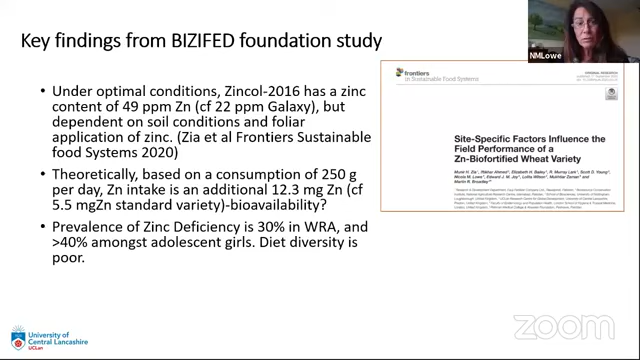 Key findings from BIZIFED foundation study
• Under optimal conditions, Zincol-2016 has a zinc
content of 49 ppm Zn (cf 22 ppm Galaxy), but
dependent on soil conditions and foliar
application of zinc. (Zia et al Frontiers Sustainable
food Systems 2020)
• Theoretically, based on a consumption of 250 g
per day, Zn intake is an additional 12.3 mg Zn (cf
5.5 mgZn standard variety)-bioavailability?
• Prevalence of Zinc Deficiency is 30% in WRA, and
>40% amongst adolescent girls. Diet diversity is
poor.
frontiers
in Sustainable Food Systems
ORIGINAL RESEARCH
Site-Specific Factors Influence the
Field Performance of a
Zn-Biofortified Wheat Variety
NMLowe
University of
Central Lancashire
UCLan
zoom